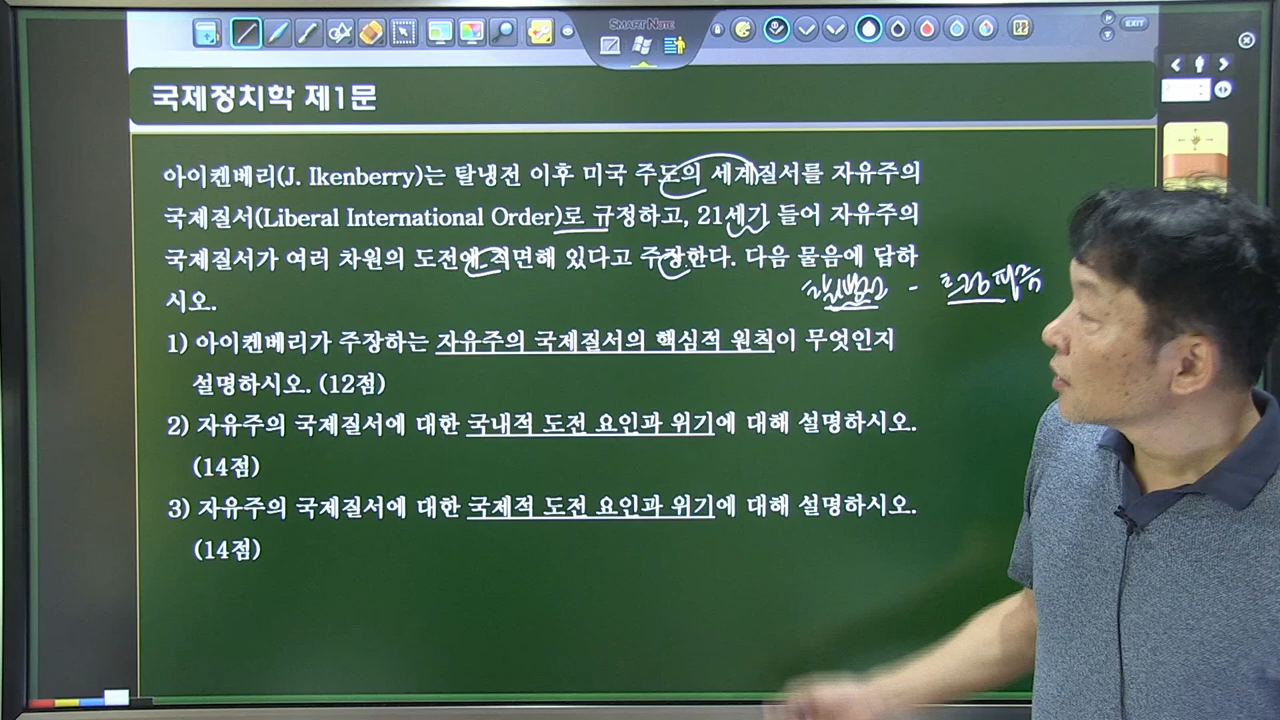 SMART NOTE
EXIT
국제정치학 제1문
아이켄베리(J. Ikenberry)는 탈냉전 이후 미국 주도의 세계질서를 자유주의
국제질서(Liberal International Order)로 규정하고, 21세기 들어 자유주의
국제질서가 여러 차원의 도전에 직면해 있다고 주장한다. 다음 물음에 답하
시오.
1) 아이켄베리가 주장하는 자유주의 국제질서의 핵심적 원칙이 무엇인지
설명하시오. (12점)
2) 자유주의 국제질서에 대한 국내적 도전 요인과 위기에 대해 설명하시오.
(14점)
3) 자유주의 국제질서에 대한 국제적 도전 요인과 위기에 대해 설명하시오.
(14점)